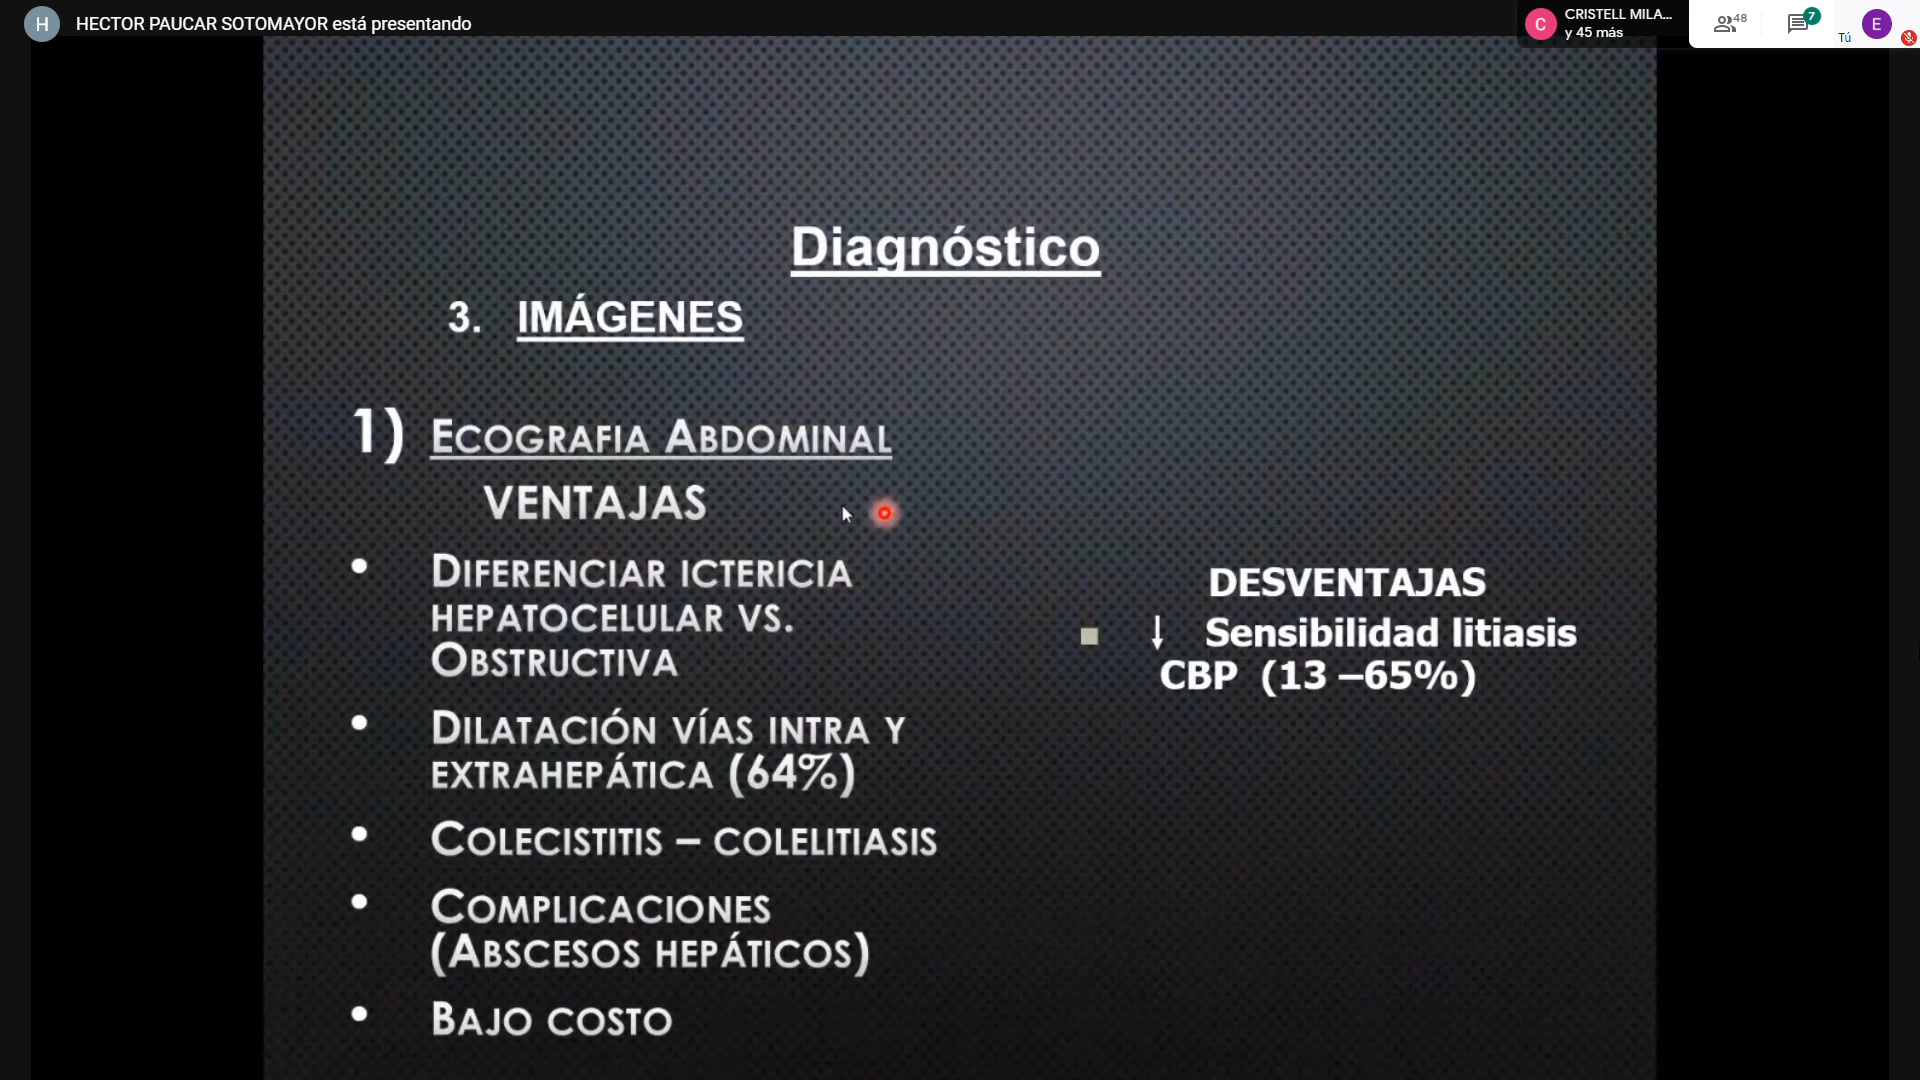 H HECTOR PAUCAR SOTOMAYOR está presentando
C CRISTELL MILA...
y 45 más
48
7
Tú
E
Diagnóstico
3. IMÁGENES
1) ECOGRAFIA ABDOMINAL
VENTAJAS
• DIFERENCIAR ICTERICIA
HEPATOCELULAR VS.
OBSTRUCTIVA
• DILATACIÓN VÍAS INTRA Y
EXTRAHEPÁTICA (64%)
• COLECISTITIS – COLELITIASIS
• COMPLICACIONES
(ABSCESOS HEPÁTICOS)
• BAJO COSTO
DESVENTAJAS
■ ↓ Sensibilidad litiasis
CBP (13 –65%)